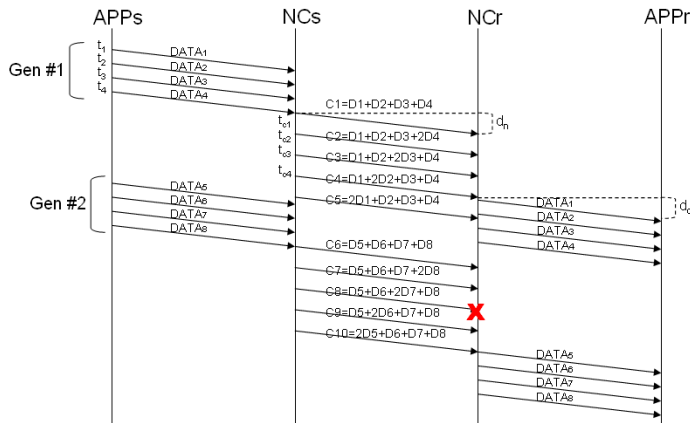 APPs NCs NCr APPr
Gen #1
t1 DATA1
t2 DATA2
t3 DATA3
t4 DATA4
C1=D1+D2+D3+D4
tc1
dn
tc2 C2=D1+D2+D3+2D4
tc3 C3=D1+D2+2D3+D4
tc4 C4=D1+2D2+D3+D4
C5=2D1+D2+D3+D4
Gen #2
DATA5
DATA6
DATA7
DATA8
DATA1
DATA2
DATA3
DATA4
dd
C6=D5+D6+D7+D8
C7=D5+D6+D7+2D8
C8=D5+D6+2D7+D8
X
C9=D5+2D6+D7+D8
C10=2D5+D6+D7+D8
DATA5
DATA6
DATA7
DATA8